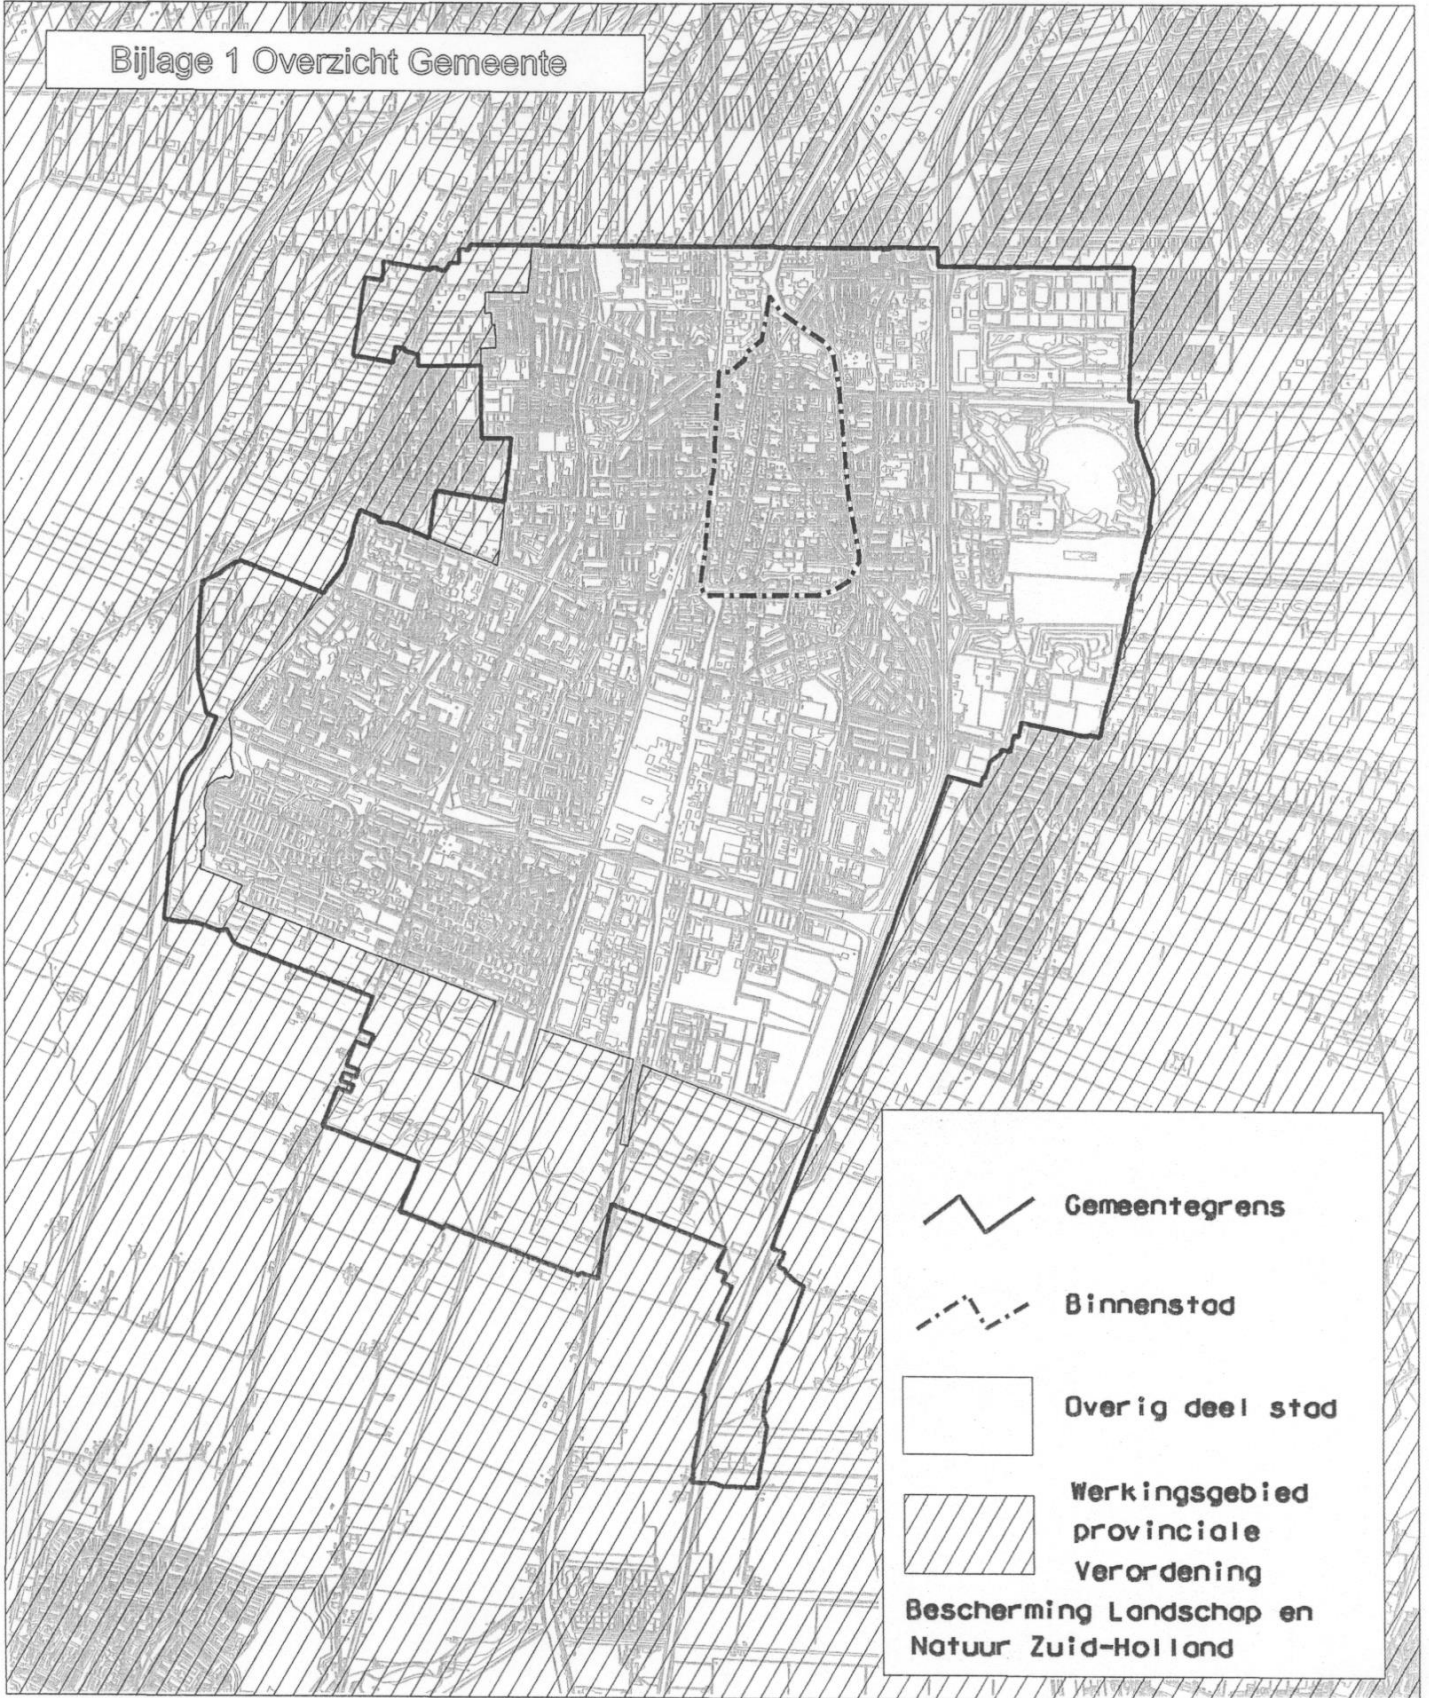 Bijlage 1 Overzicht Gemeente
Gemeentegrens
Binnenstad
Overig deel stad
Werkingsgebied
provinciale
Verordening
Bescherming Landschap en
Natuur Zuid-Holland